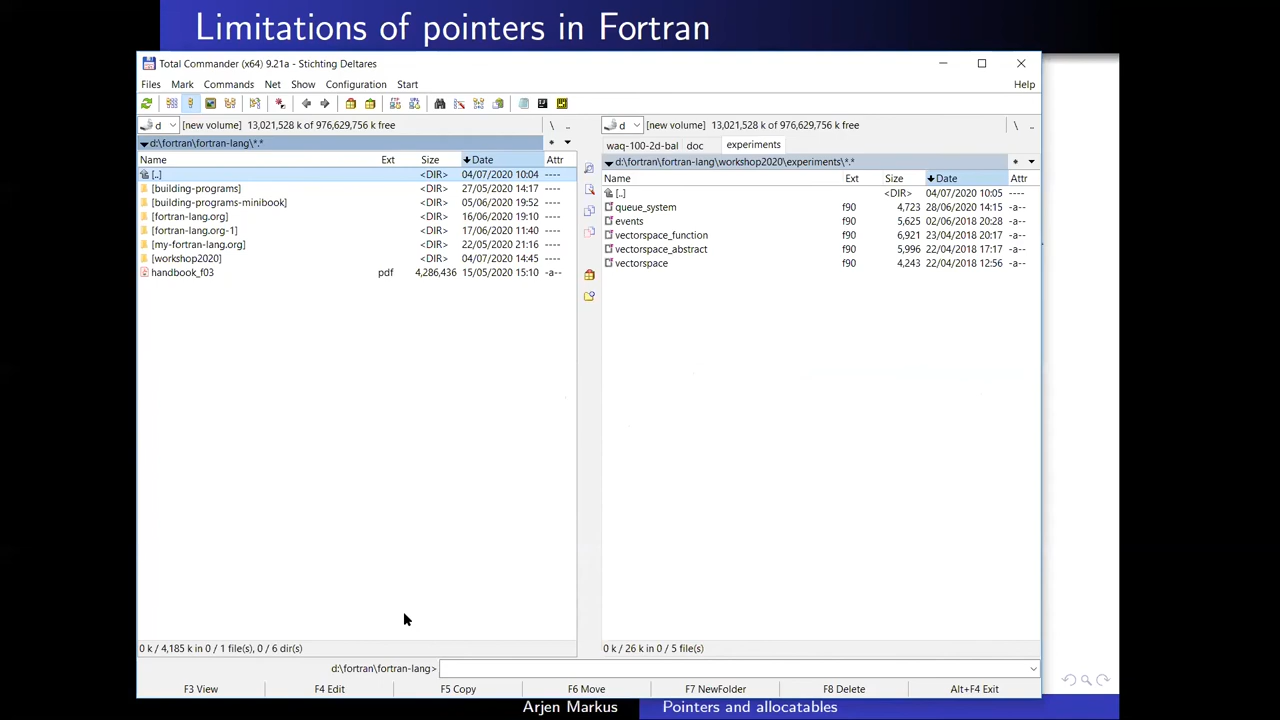 Limitations of pointers in Fortran
Total Commander (x64) 9.21a - Stichting Deltares
Files Mark Commands Net Show Configuration Start Help
d [new volume] 13,021,528 k of 976,629,756 k free \ ..
d:\fortran\fortran-lang\*.* * ▼
Name Ext Size Date Attr
[..] <DIR> 04/07/2020 10:04 ----
[building-programs] <DIR> 27/05/2020 14:17 ----
[building-programs-minibook] <DIR> 05/06/2020 19:52 ----
[fortran-lang.org] <DIR> 16/06/2020 19:10 ----
[fortran-lang.org-1] <DIR> 17/06/2020 11:40 ----
[my-fortran-lang.org] <DIR> 22/05/2020 21:16 ----
[workshop2020] <DIR> 04/07/2020 14:45 ----
handbook_f03 pdf 4,286,436 15/05/2020 15:10 -a--
0 k / 4,185 k in 0 / 1 file(s), 0 / 6 dir(s)
d [new volume] 13,021,528 k of 976,629,756 k free \ ..
waq-100-2d-bal doc experiments
d:\fortran\fortran-lang\workshop2020\experiments\*.* * ▼
Name Ext Size Date Attr
[..] <DIR> 04/07/2020 10:05 ----
queue_system f90 4,723 28/06/2020 14:15 -a--
events f90 5,625 02/06/2018 20:28 -a--
vectorspace_function f90 6,921 23/04/2018 20:17 -a--
vectorspace_abstract f90 5,996 22/04/2018 17:17 -a--
vectorspace f90 4,243 22/04/2018 12:56 -a--
0 k / 26 k in 0 / 5 file(s)
d:\fortran\fortran-lang>
F3 View F4 Edit F5 Copy F6 Move F7 NewFolder F8 Delete Alt+F4 Exit
Arjen Markus Pointers and allocatables